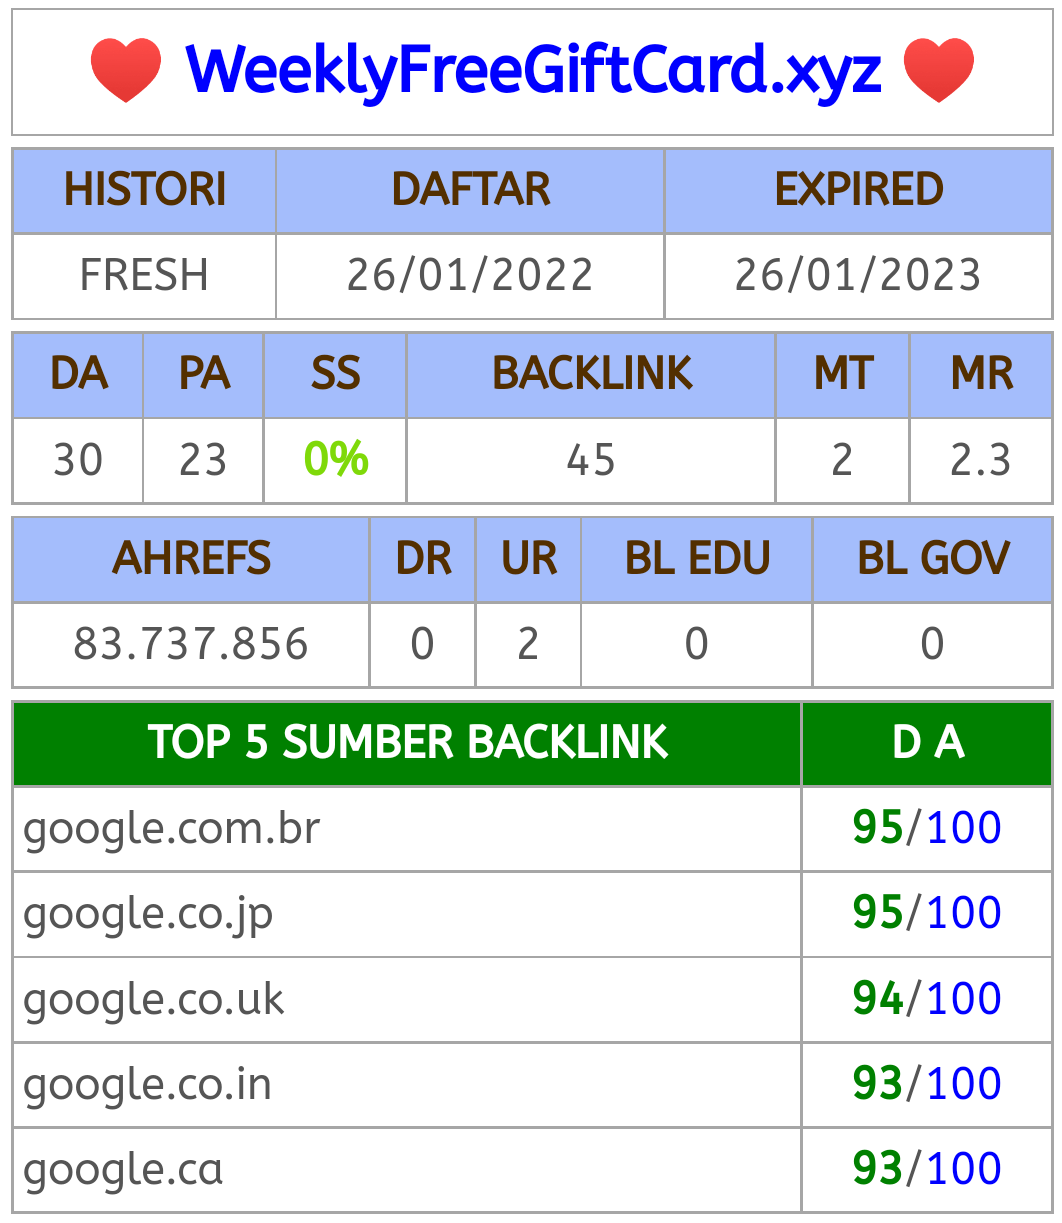 ❤️ WeeklyFreeGiftCard.xyz ❤️
HISTORI DAFTAR EXPIRED
FRESH 26/01/2022 26/01/2023
DA PA SS BACKLINK MT MR
30 23 0% 45 2 2.3
AHREFS DR UR BL EDU BL GOV
83.737.856 0 2 0 0
TOP 5 SUMBER BACKLINK D A
google.com.br 95/100
google.co.jp 95/100
google.co.uk 94/100
google.co.in 93/100
google.ca 93/100